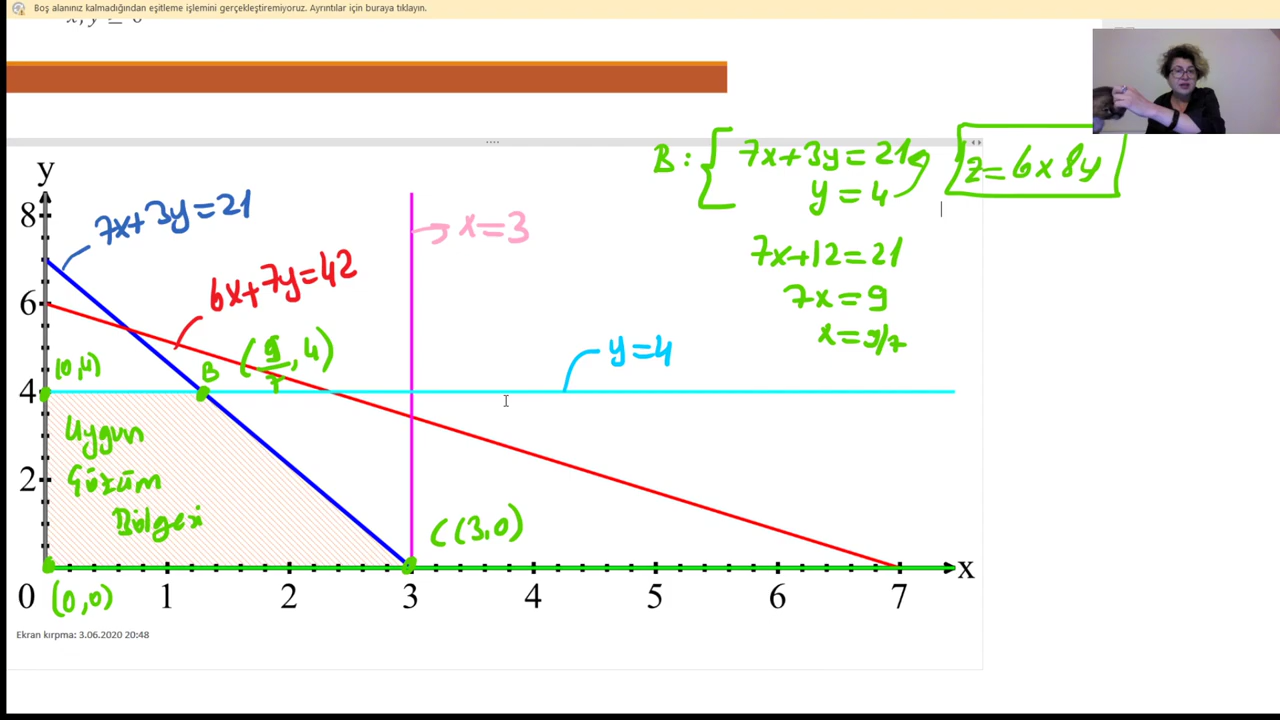 Boş alanınız kalmadığından eşitleme işlemini gerçekleştiremiyoruz. Ayrıntılar için buraya tıklayın.
B: 7x+3y=21
y=4
z=6x8y
7x+12=21
7x=9
x=9/7
y
8
6
4
2
0
7x+3y=21
6x+7y=42
x=3
y=4
(0,4)
B (9/7, 4)
Uygun
Çözüm
Bölgesi
C(3,0)
(0,0)
1 2 3 4 5 6 7
x
Ekran kırpma: 3.06.2020 20:48